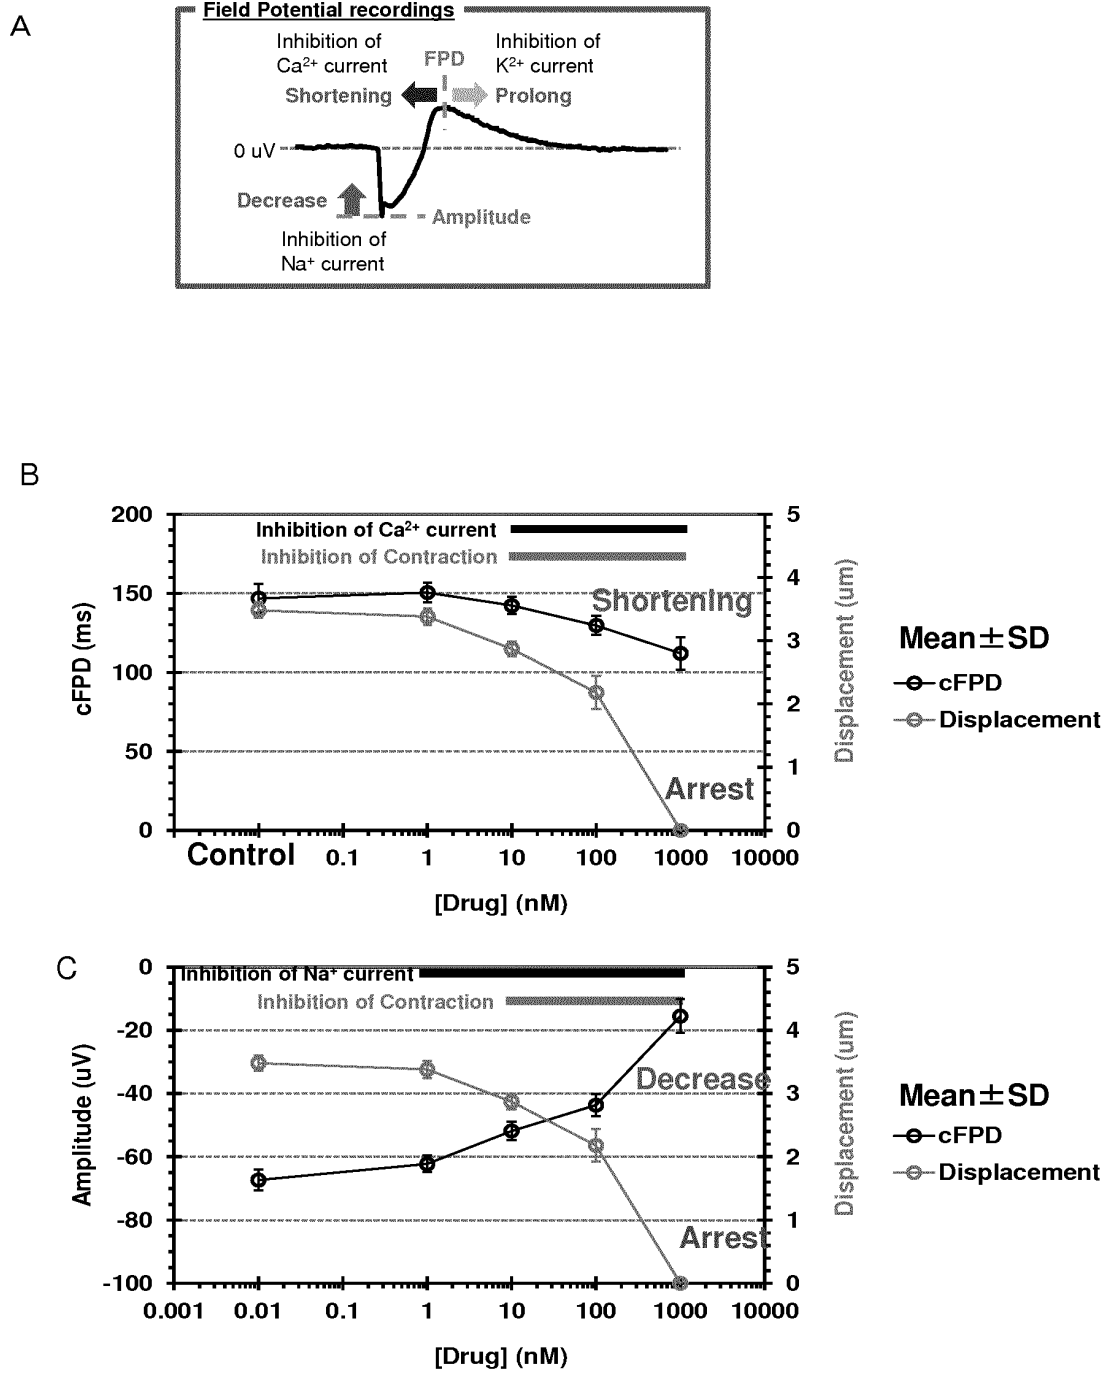 A
Field Potential recordings
Inhibition of
Ca²⁺ current
FPD
Inhibition of
K²⁺ current
Shortening
Prolong
0 uV
Decrease
Amplitude
Inhibition of
Na⁺ current
B
200
150
100
50
0
cFPD (ms)
Inhibition of Ca²⁺ current
Inhibition of Contraction
Shortening
Arrest
5
4
3
2
1
0
Displacement (um)
Mean±SD
cFPD
Displacement
Control
0.1
1
10
100
1000
10000
[Drug] (nM)
C
0
-20
-40
-60
-80
-100
Amplitude (uV)
Inhibition of Na⁺ current
Inhibition of Contraction
Decrease
Arrest
5
4
3
2
1
0
Displacement (um)
Mean±SD
cFPD
Displacement
0.001
0.01
0.1
1
10
100
1000
10000
[Drug] (nM)